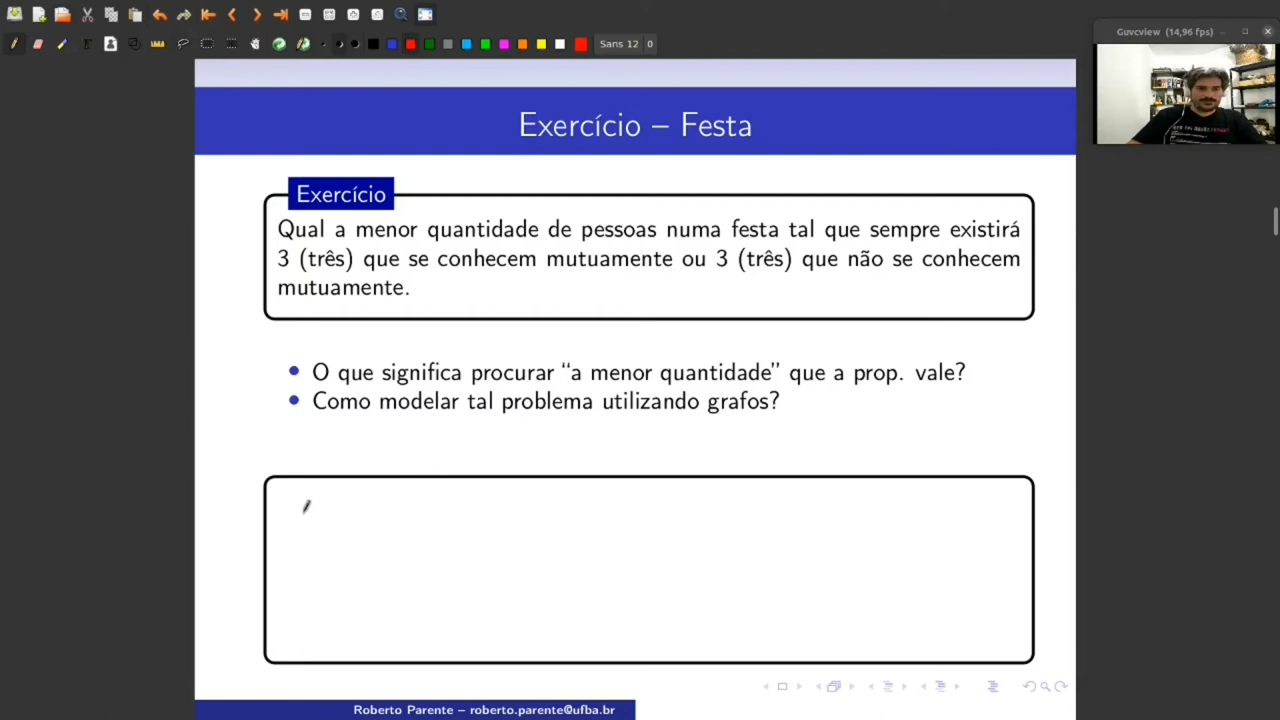 Sans 12 0
Guvcview (14,96 fps)
Exercício – Festa
Exercício
Qual a menor quantidade de pessoas numa festa tal que sempre existirá
3 (três) que se conhecem mutuamente ou 3 (três) que não se conhecem
mutuamente.
• O que significa procurar “a menor quantidade” que a prop. vale?
• Como modelar tal problema utilizando grafos?
Roberto Parente – roberto.parente@ufba.br